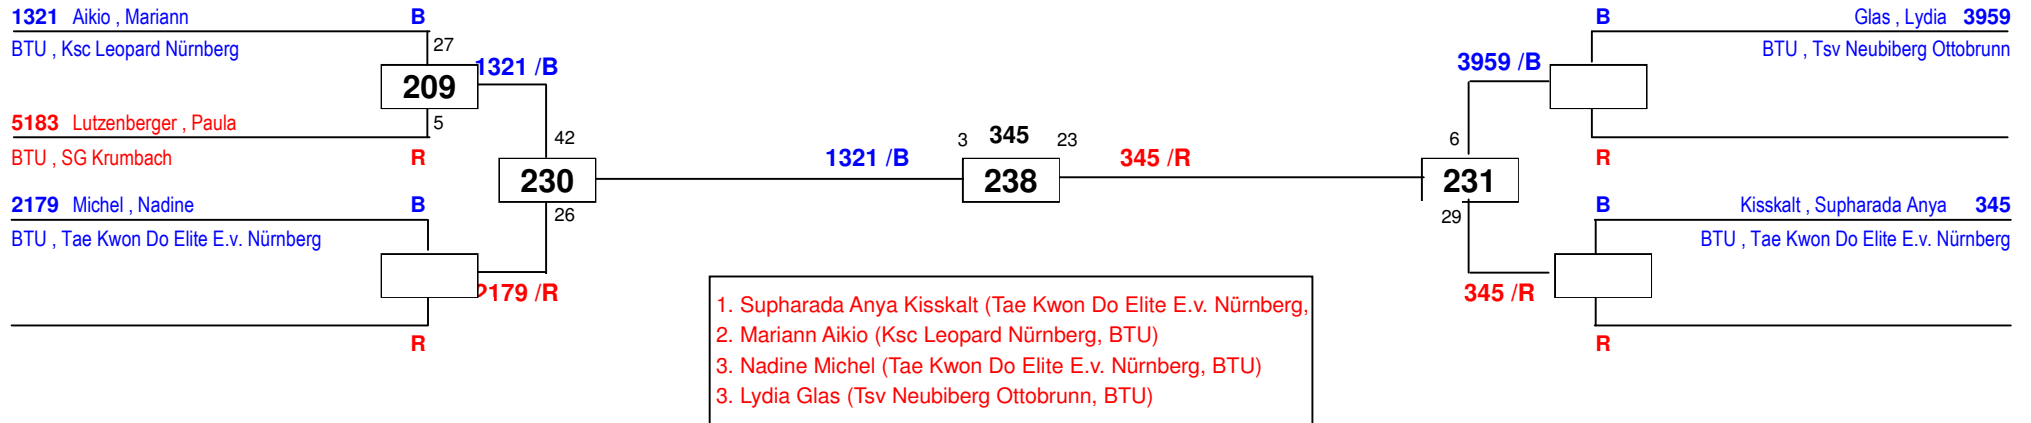 1321 Aikio , Mariann B
BTU , Ksc Leopard Nürnberg
27
209
1321 /B
5183 Lutzenberger , Paula
5
BTU , SG Krumbach R
42
230
26
2179 Michel , Nadine B
BTU , Tae Kwon Do Elite E.v. Nürnberg
2179 /R
R
1321 /B
3 345 23
238
345 /R
B Glas , Lydia 3959
BTU , Tsv Neubiberg Ottobrunn
3959 /B
R
6
231
29
B Kisskalt , Supharada Anya 345
BTU , Tae Kwon Do Elite E.v. Nürnberg
345 /R
R
1. Supharada Anya Kisskalt (Tae Kwon Do Elite E.v. Nürnberg,
2. Mariann Aikio (Ksc Leopard Nürnberg, BTU)
3. Nadine Michel (Tae Kwon Do Elite E.v. Nürnberg, BTU)
3. Lydia Glas (Tsv Neubiberg Ottobrunn, BTU)